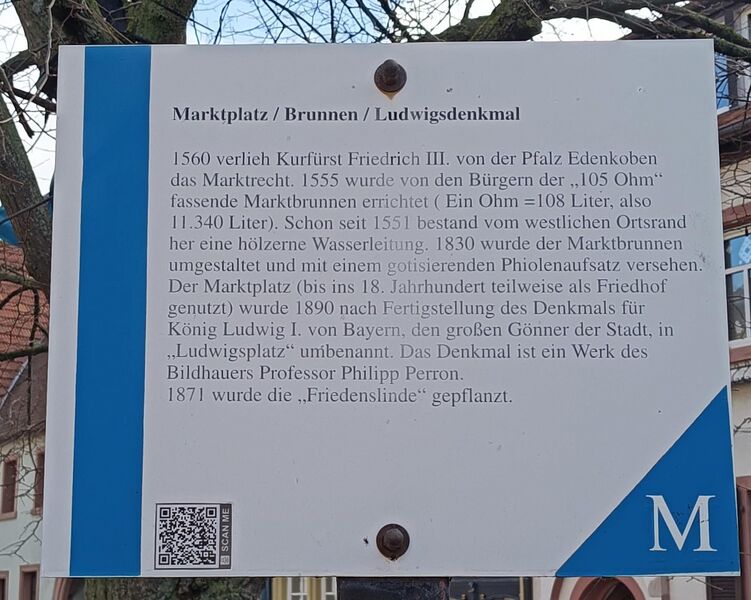 Marktplatz / Brunnen / Ludwigsdenkmal
1560 verlieh Kurfürst Friedrich III. von der Pfalz Edenkoben
das Marktrecht. 1555 wurde von den Bürgern der „105 Ohm“
fassende Marktbrunnen errichtet ( Ein Ohm =108 Liter, also
11.340 Liter). Schon seit 1551 bestand vom westlichen Ortsrand
her eine hölzerne Wasserleitung. 1830 wurde der Marktbrunnen
umgestaltet und mit einem gotisierenden Phiolenaufsatz versehen.
Der Marktplatz (bis ins 18. Jahrhundert teilweise als Friedhof
genutzt) wurde 1890 nach Fertigstellung des Denkmals für
König Ludwig I. von Bayern, den großen Gönner der Stadt, in
„Ludwigsplatz“ umbenannt. Das Denkmal ist ein Werk des
Bildhauers Professor Philipp Perron.
1871 wurde die „Friedenslinde“ gepflanzt.
SCAN ME
M